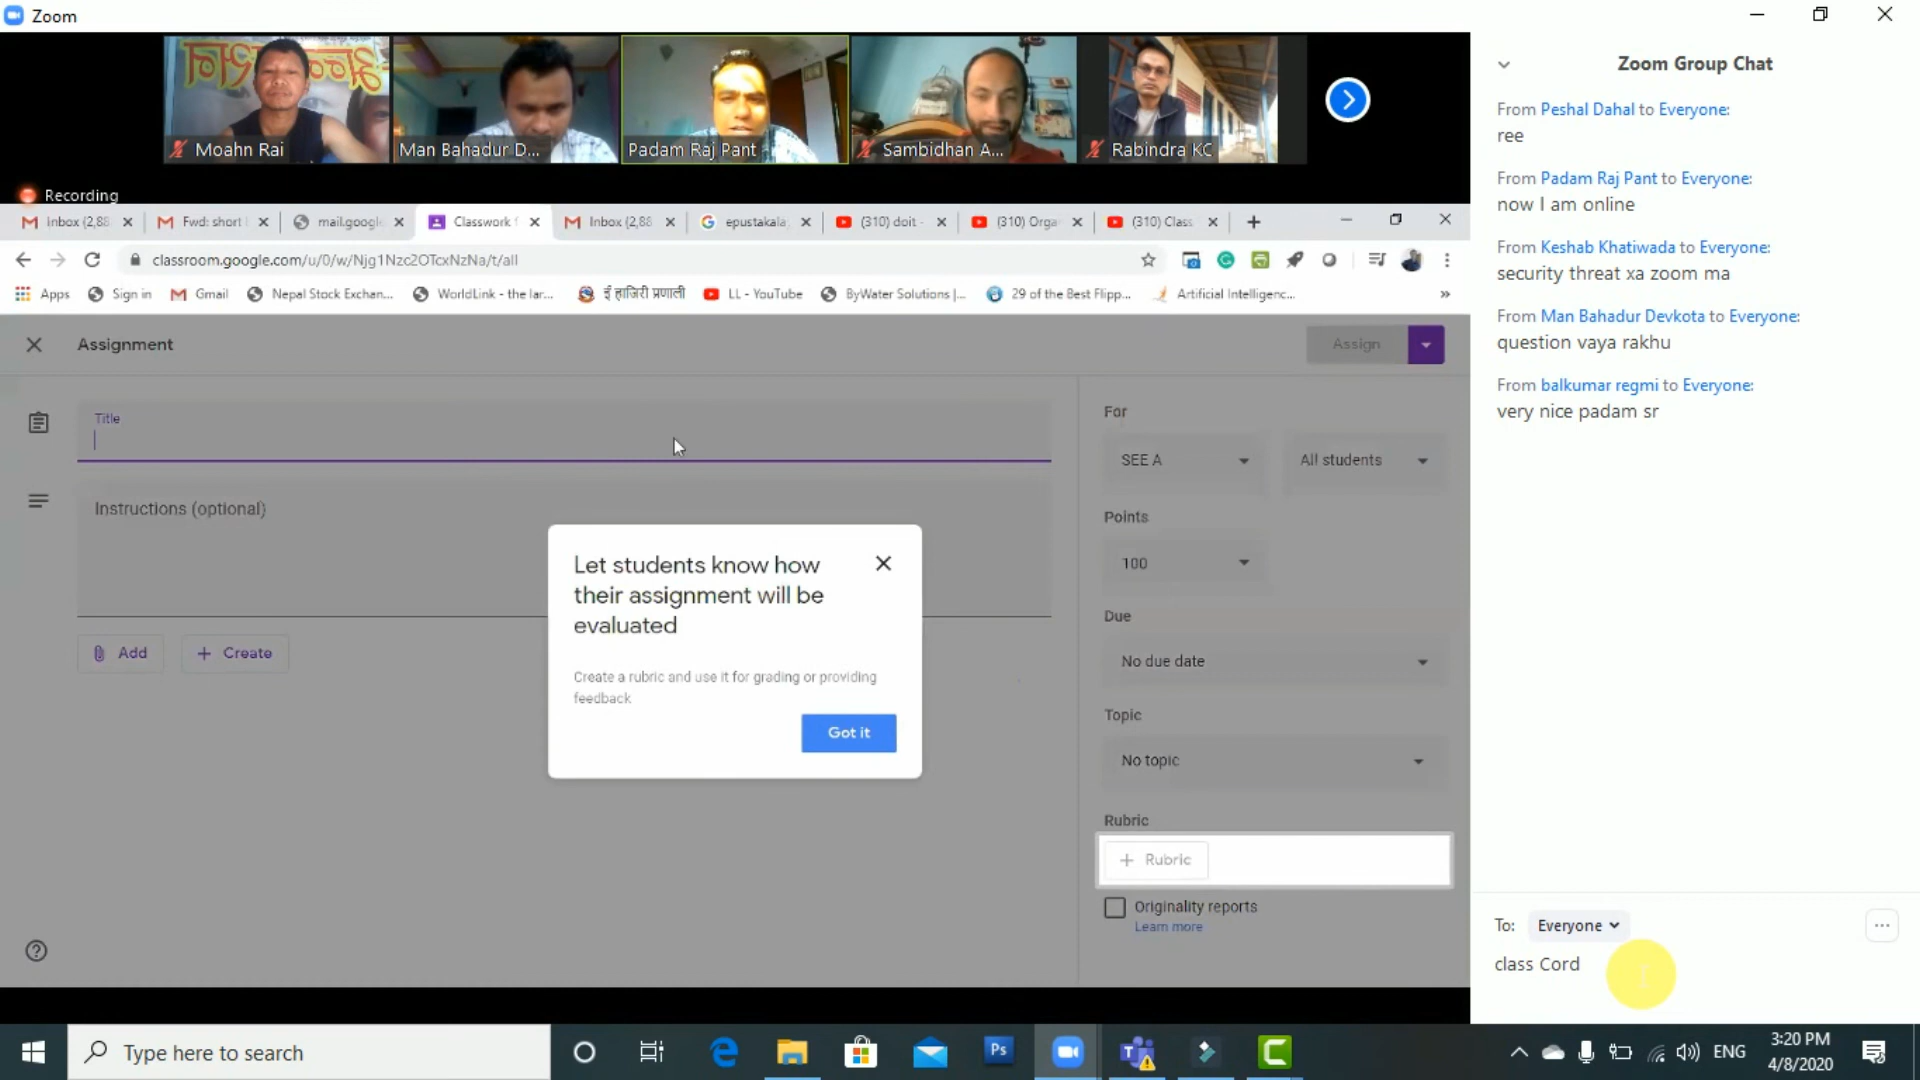 Zoom
Moahn Rai
Man Bahadur D...
Padam Raj Pant
Sambidhan A...
Rabindra KC
Recording
Inbox (2,88
Fwd: short
mail.google
Classwork
Inbox (2,88
epustakala
(310) doit -
(310) Orga
(310) Class
classroom.google.com/u/0/w/Njg1Nzc2OTcxNzNa/t/all
Apps
Sign in
Gmail
Nepal Stock Exchan...
WorldLink - the lar...
ई हाजिरी प्रणाली
LL - YouTube
ByWater Solutions |...
29 of the Best Flipp...
Artificial Intelligenc...
»
Assignment
Assign
Title
Instructions (optional)
Add
+ Create
Let students know how
their assignment will be
evaluated
Create a rubric and use it for grading or providing
feedback
Got it
For
SEE A
All students
Points
100
Due
No due date
Topic
No topic
Rubric
+ Rubric
Originality reports
Learn more
Zoom Group Chat
From Peshal Dahal to Everyone:
ree
From Padam Raj Pant to Everyone:
now I am online
From Keshab Khatiwada to Everyone:
security threat xa zoom ma
From Man Bahadur Devkota to Everyone:
question vaya rakhu
From balkumar regmi to Everyone:
very nice padam sr
To: Everyone
class Cord
Type here to search
Ps
ENG
3:20 PM
4/8/2020